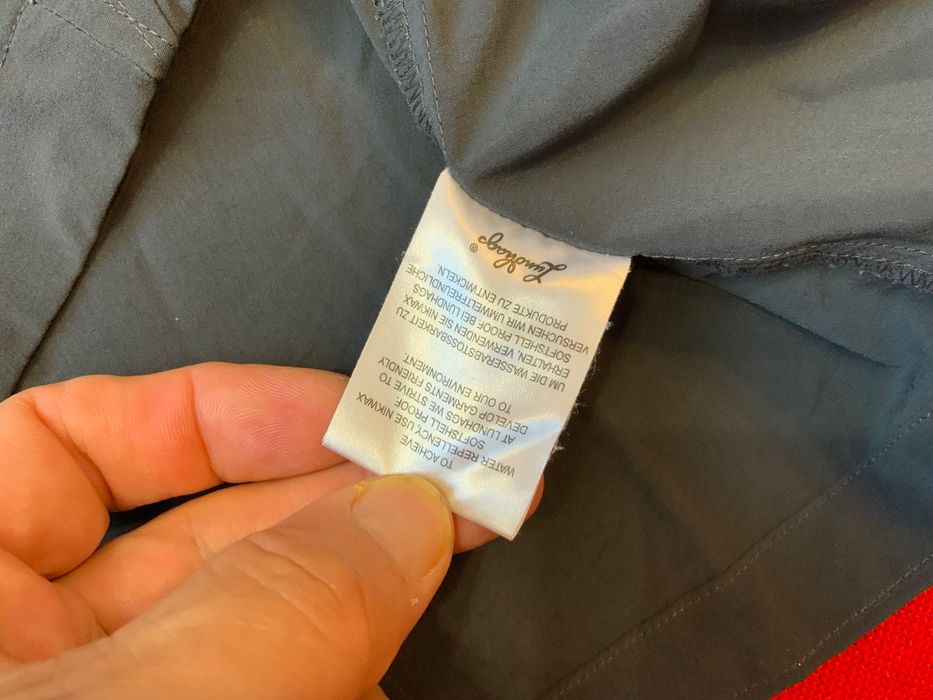 TO ACHIEVE
WATER REPELLENCY, USE NIKWAX
SOFTSHELL PROOF.
AT LUNDHAGS WE STRIVE TO
DEVELOP GARMENTS FRIENDLY
TO OUR ENVIRONMENT.
UM DIE WASSERAESTOSSBARKEIT ZU
ERHALTEN, VERWENDEN SIE NIKWAX
SOFTSHELL PROOF. BEI LUNDHAGS
VERSUCHEN WIR UMWELTFREUNDLICHE
PRODUKTE ZU ENTWICKELN.
Lundhags®